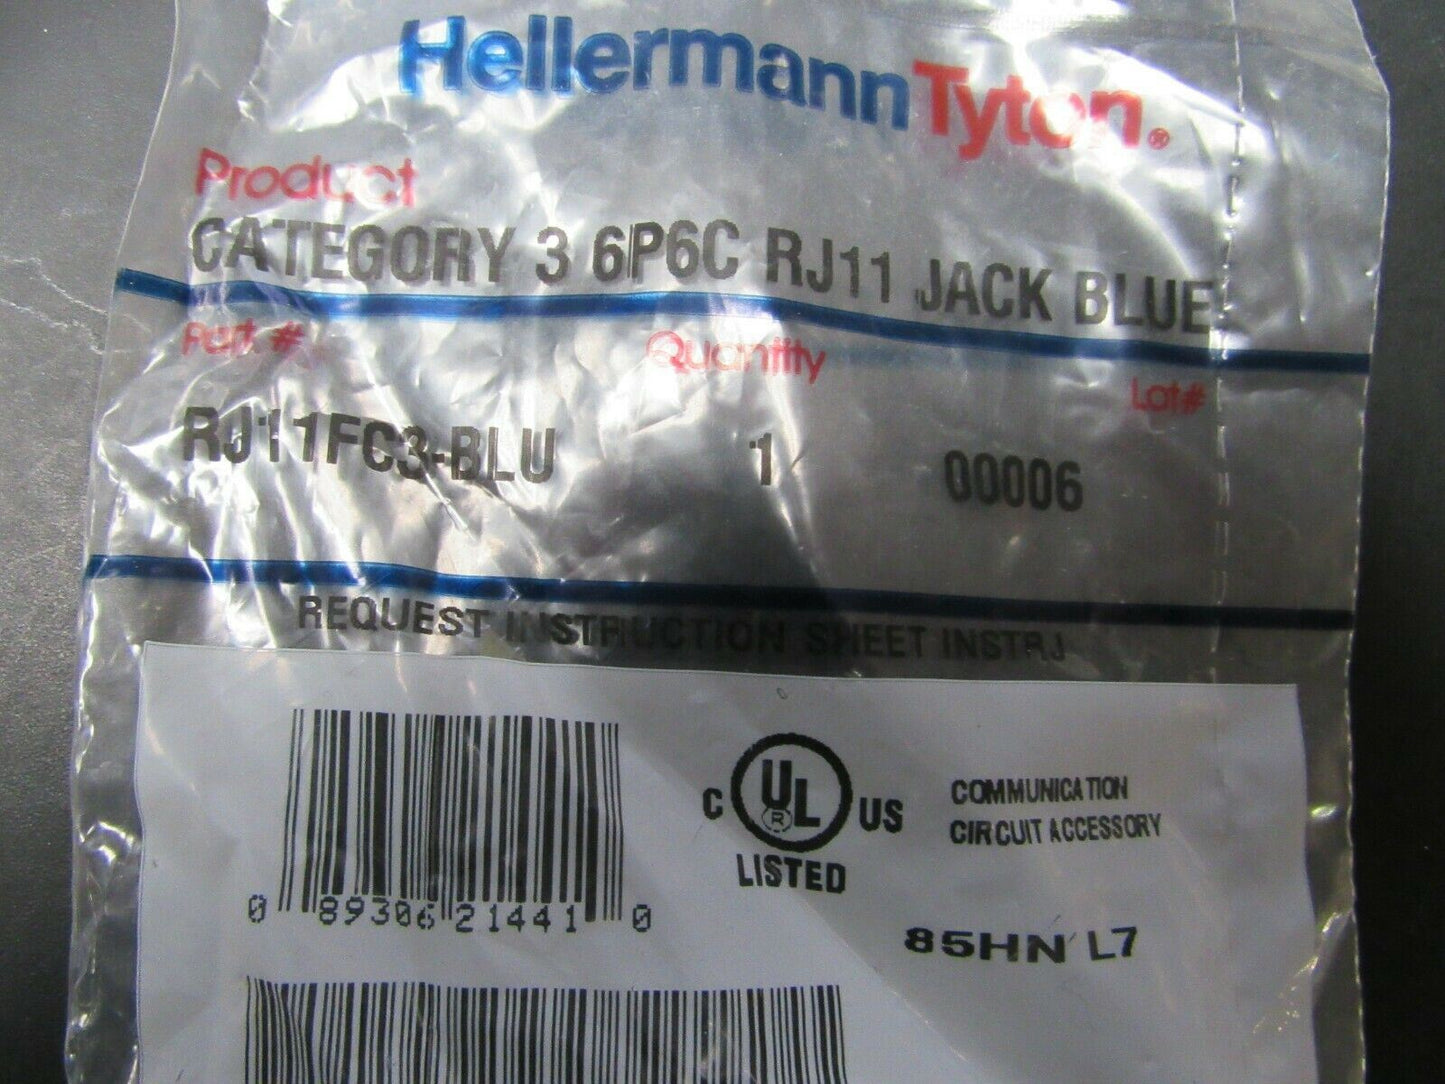 HellermannTyton®
Product
CATEGORY 3 6P6C RJ11 JACK BLUE
Part # Quantity Lot#
RJ11FC3-BLU 1 00006
REQUEST INSTRUCTION SHEET INSTRJ
C UL® US
LISTED
COMMUNICATION
CIRCUIT ACCESSORY
0 89306 21441 0
85HN L7